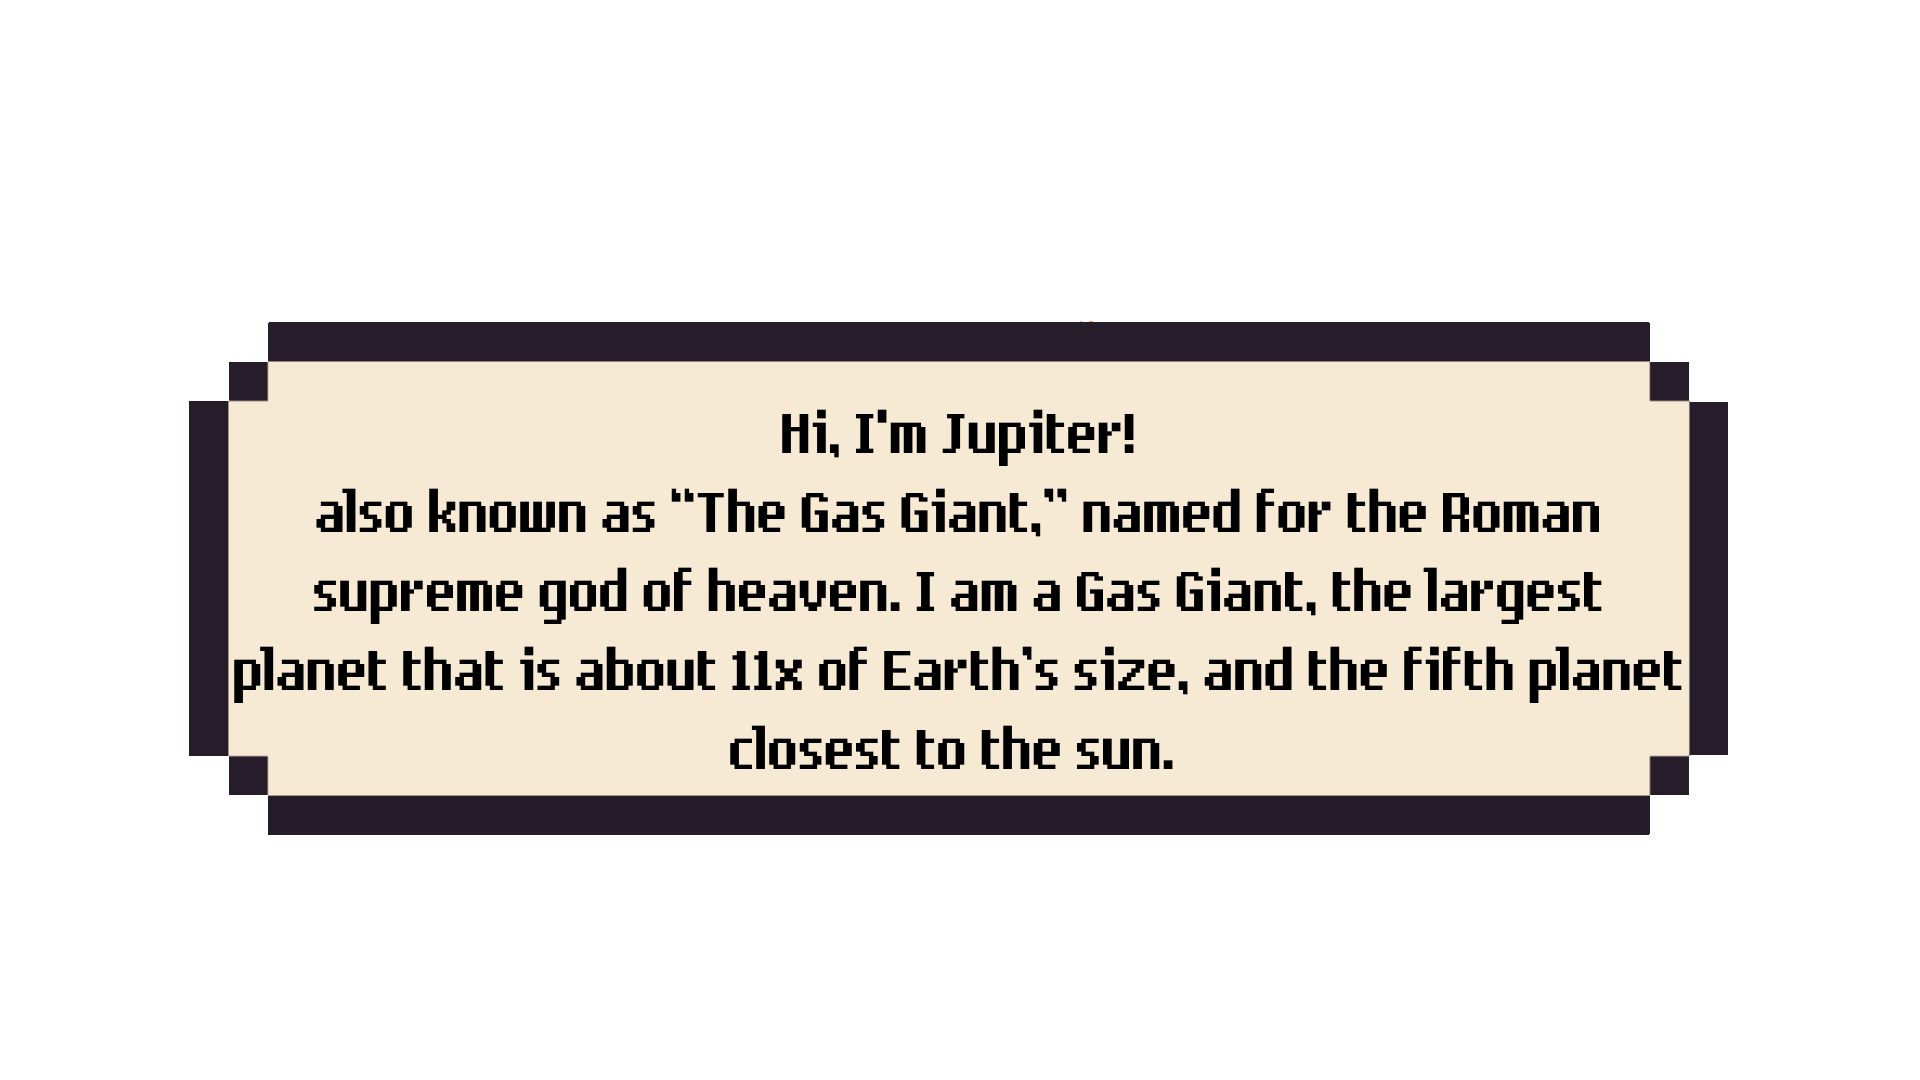 Hi, I'm Jupiter!
also known as “The Gas Giant,” named for the Roman
supreme god of heaven. I am a Gas Giant, the largest
planet that is about 11x of Earth's size, and the fifth planet
closest to the sun.